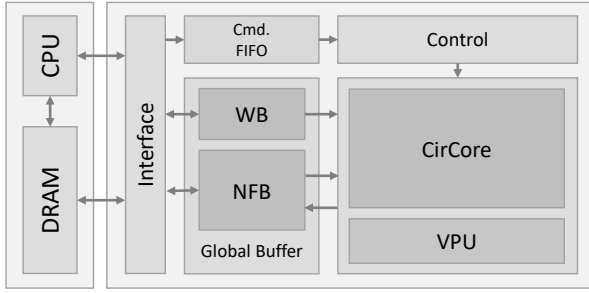 CPU
DRAM
Interface
Cmd.
FIFO
Control
WB
NFB
Global Buffer
CirCore
VPU